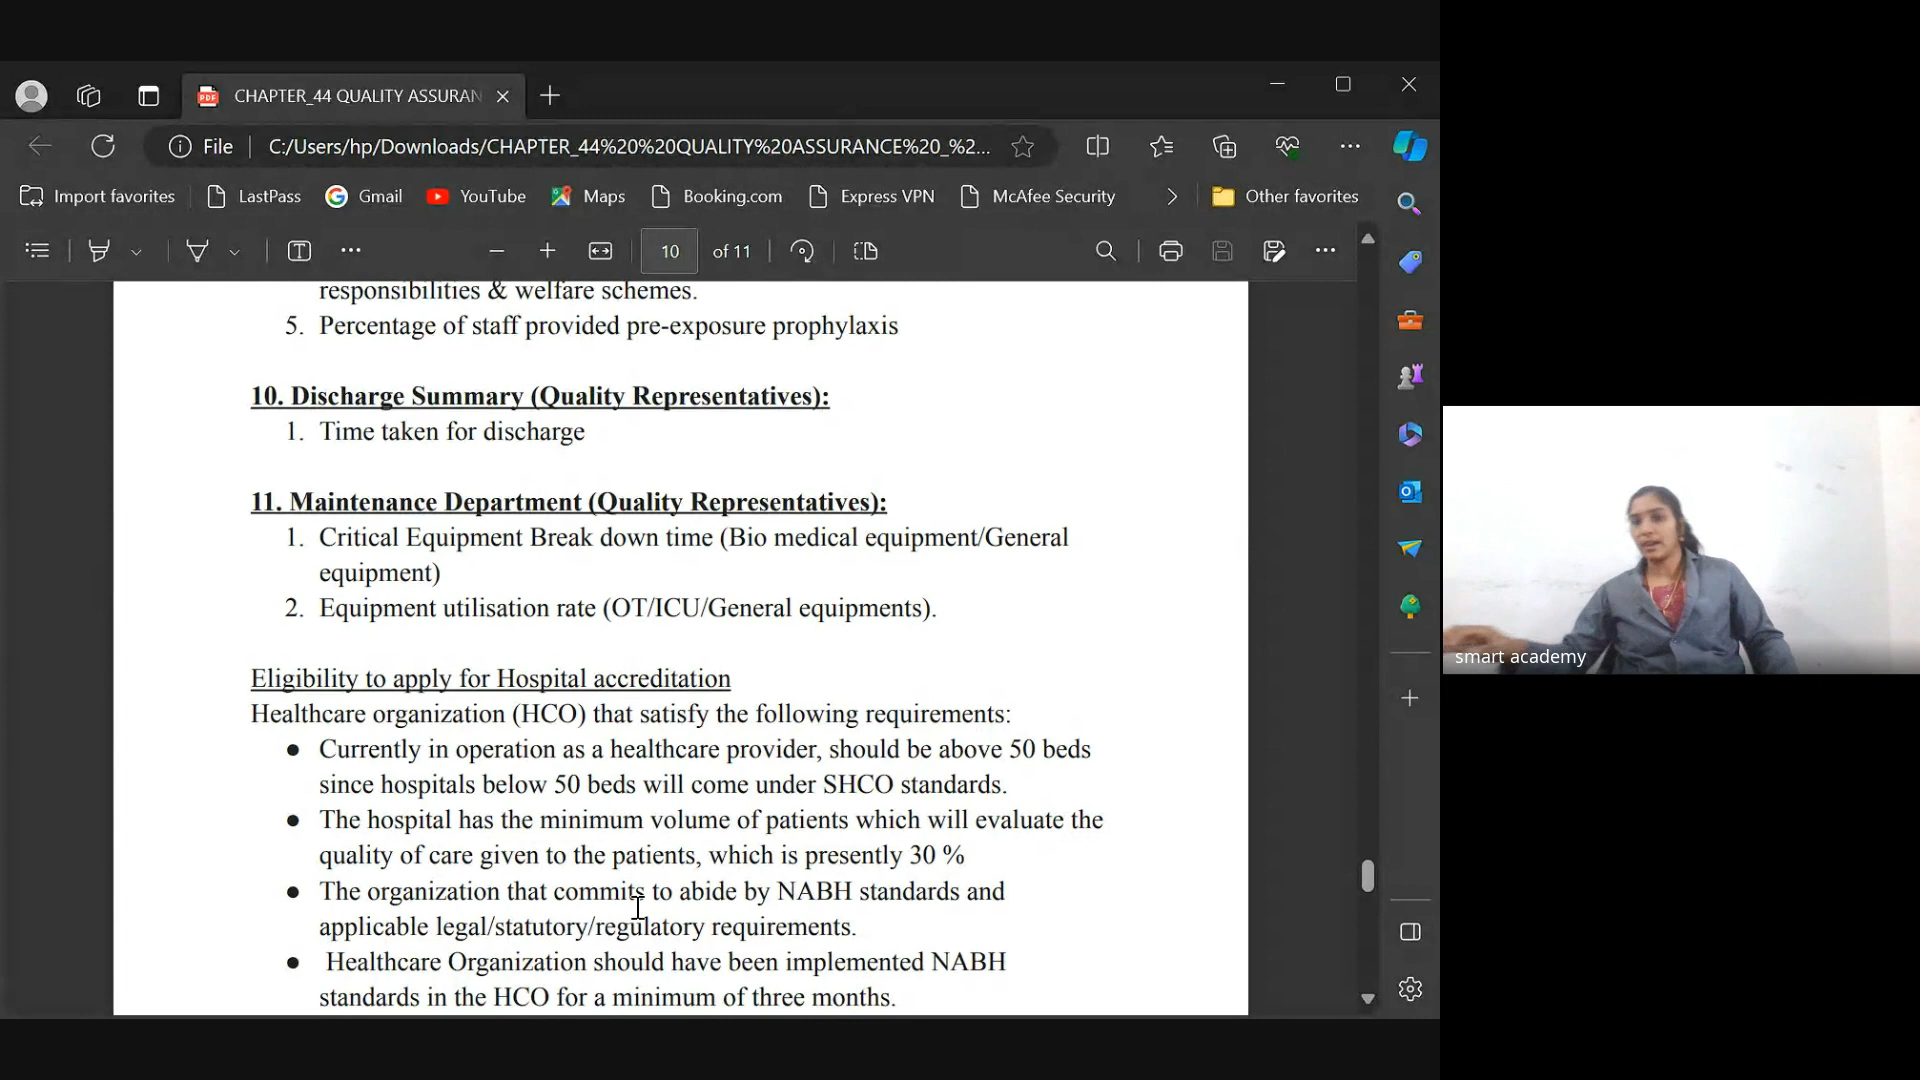 CHAPTER_44 QUALITY ASSURAN
File
C:/Users/hp/Downloads/CHAPTER_44%20%20QUALITY%20ASSURANCE%20_%2...
Import favorites
LastPass
Gmail
YouTube
Maps
Booking.com
Express VPN
McAfee Security
Other favorites
10 of 11
responsibilities & welfare schemes.
5. Percentage of staff provided pre-exposure prophylaxis
10. Discharge Summary (Quality Representatives):
1. Time taken for discharge
11. Maintenance Department (Quality Representatives):
1. Critical Equipment Break down time (Bio medical equipment/General
equipment)
2. Equipment utilisation rate (OT/ICU/General equipments).
Eligibility to apply for Hospital accreditation
Healthcare organization (HCO) that satisfy the following requirements:
● Currently in operation as a healthcare provider, should be above 50 beds
since hospitals below 50 beds will come under SHCO standards.
● The hospital has the minimum volume of patients which will evaluate the
quality of care given to the patients, which is presently 30 %
● The organization that commits to abide by NABH standards and
applicable legal/statutory/regulatory requirements.
● Healthcare Organization should have been implemented NABH
standards in the HCO for a minimum of three months.
smart academy